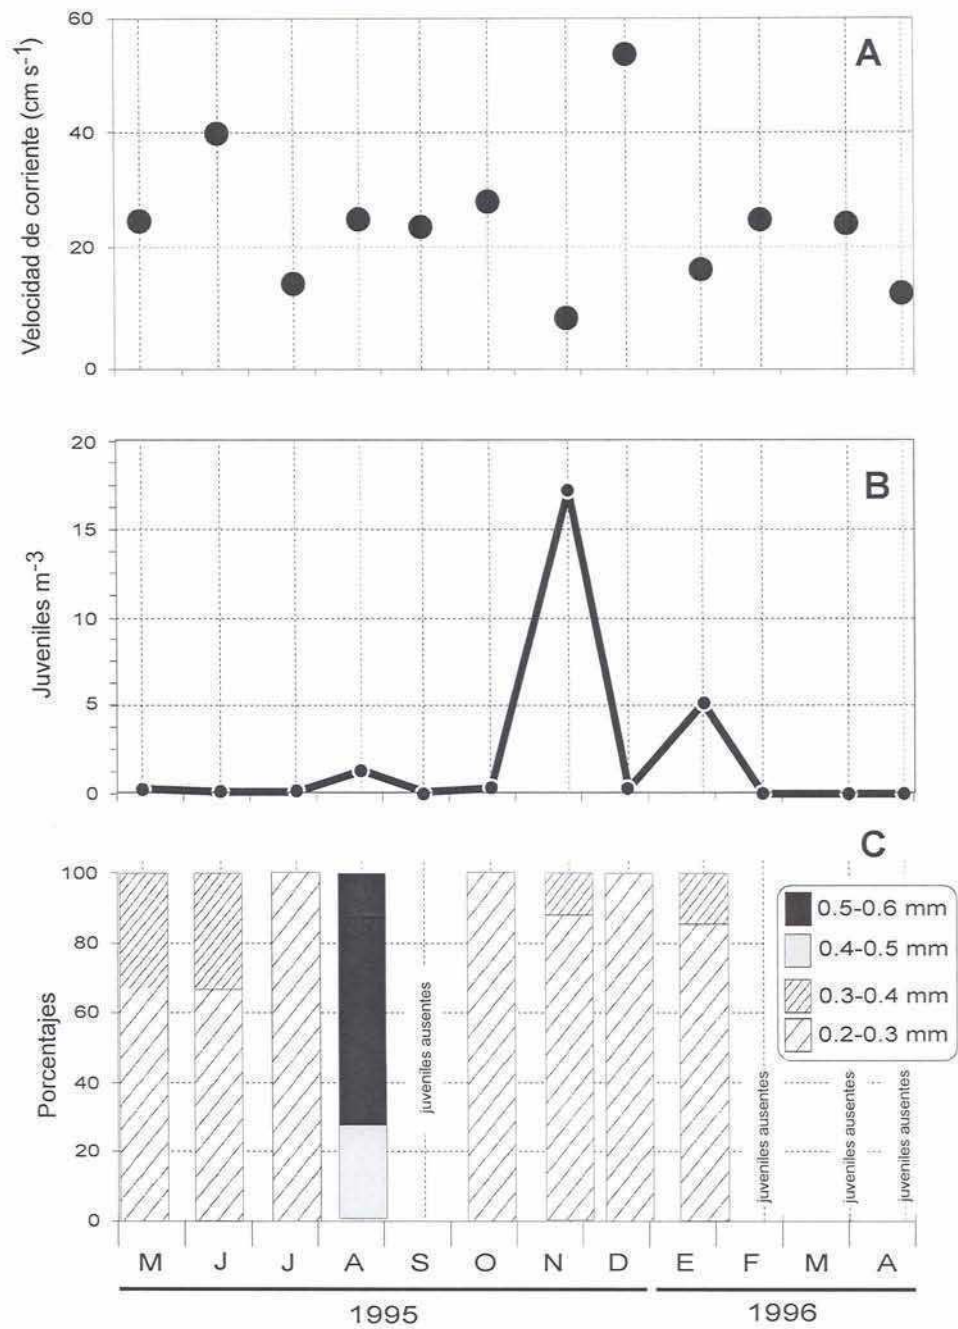 A
Velocidad de corriente (cm s-1)
60
40
20
0
B
Juveniles m-3
20
15
10
5
0
C
Porcentajes
100
80
60
40
20
0
0.5-0.6 mm
0.4-0.5 mm
0.3-0.4 mm
0.2-0.3 mm
juveniles ausentes
juveniles ausentes
juveniles ausentes
juveniles ausentes
M J J A S O N D E F M A
1995 1996